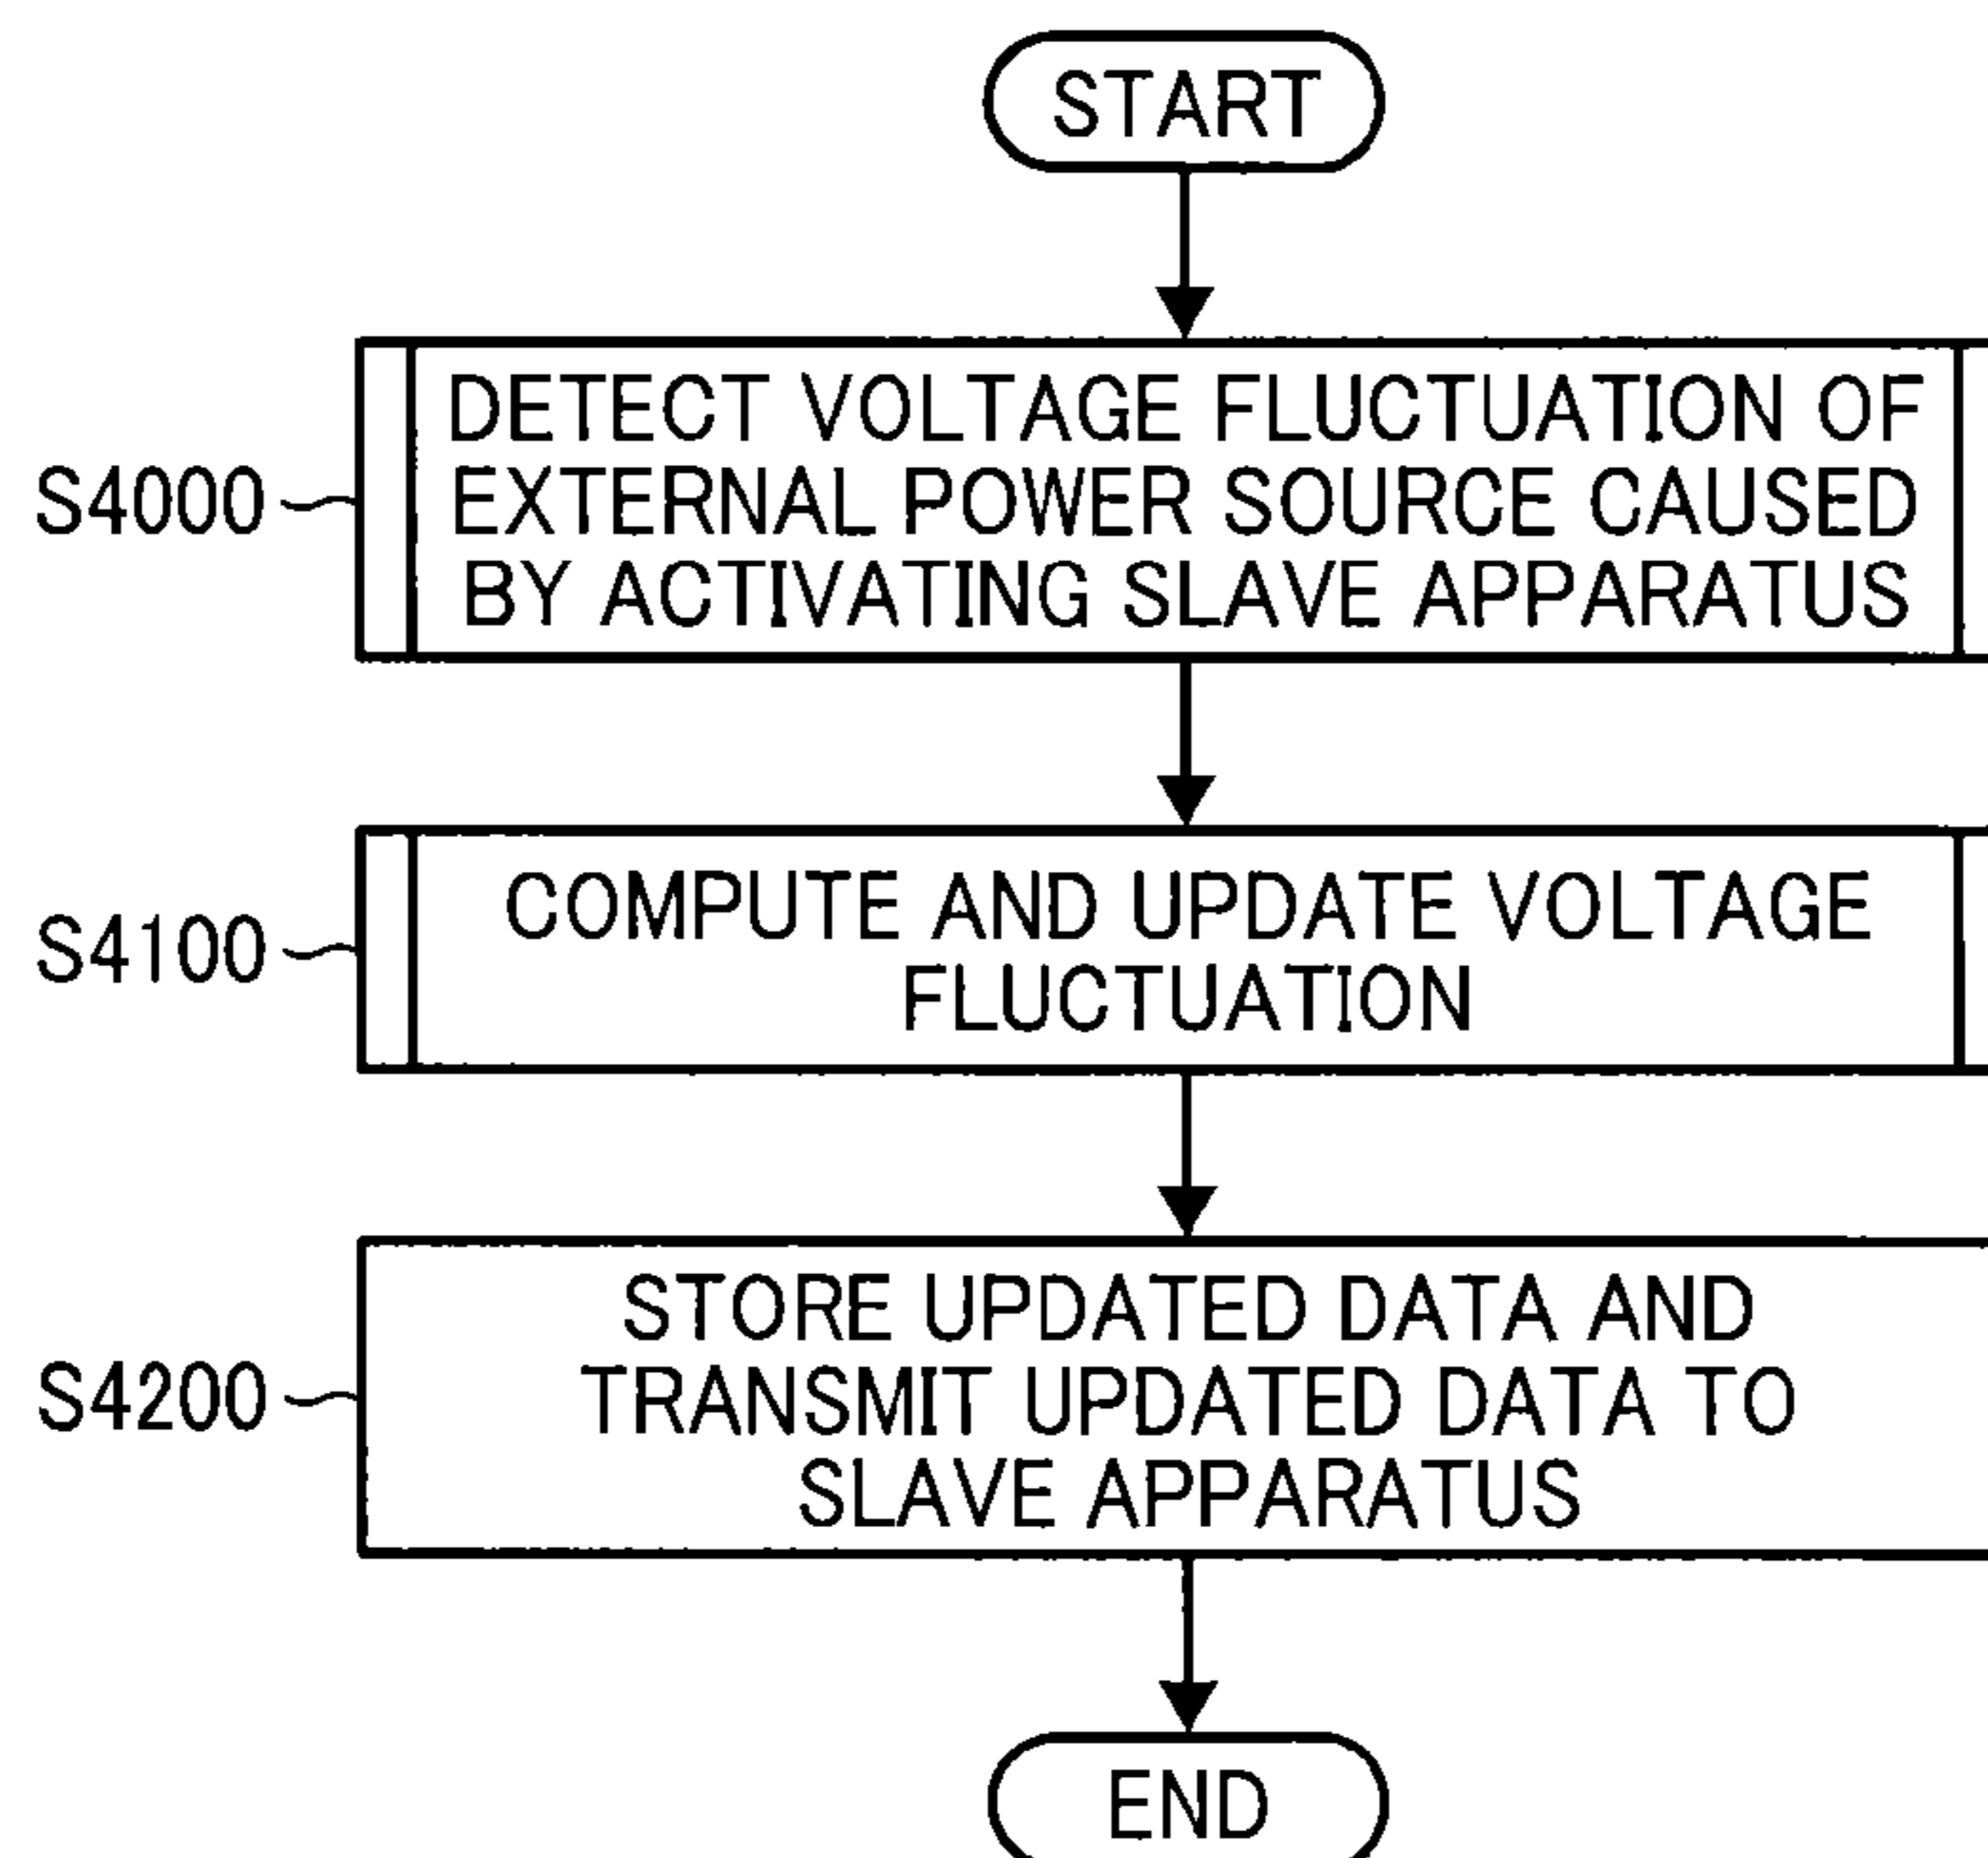 START
S4000
DETECT VOLTAGE FLUCTUATION OF
EXTERNAL POWER SOURCE CAUSED
BY ACTIVATING SLAVE APPARATUS
S4100
COMPUTE AND UPDATE VOLTAGE
FLUCTUATION
S4200
STORE UPDATED DATA AND
TRANSMIT UPDATED DATA TO
SLAVE APPARATUS
END